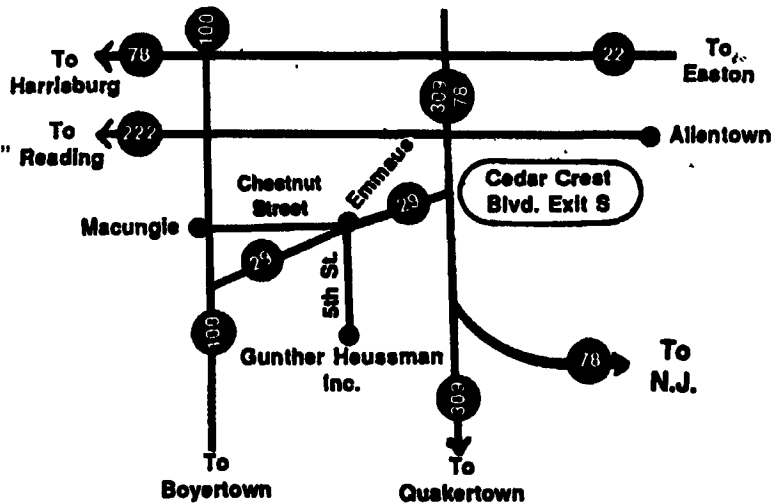 100
To
Harrisburg
78
22
To
Easton
309
78
To
" Reading
222
Allentown
Chestnut
Street
Emmaus
29
Cedar Crest
Blvd. Exit S
Macungie
29
5th St.
100
Gunther Heussman
Inc.
78
To
N.J.
309
To
Boyertown
To
Quakertown